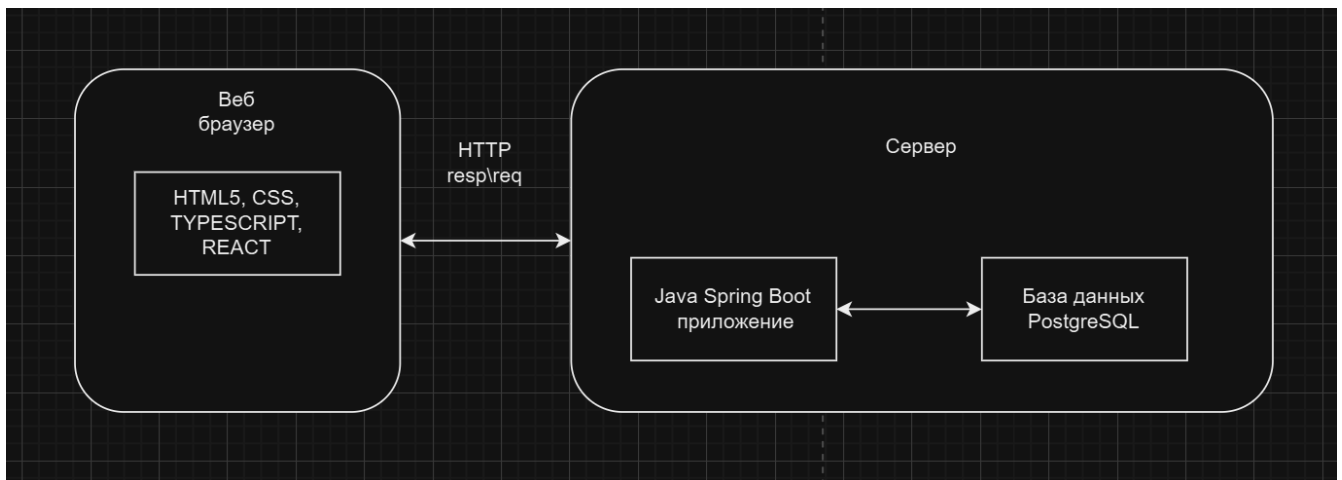 Веб
браузер
HTML5, CSS,
TYPESCRIPT,
REACT
HTTP
resp\req
Сервер
Java Spring Boot
приложение
База данных
PostgreSQL